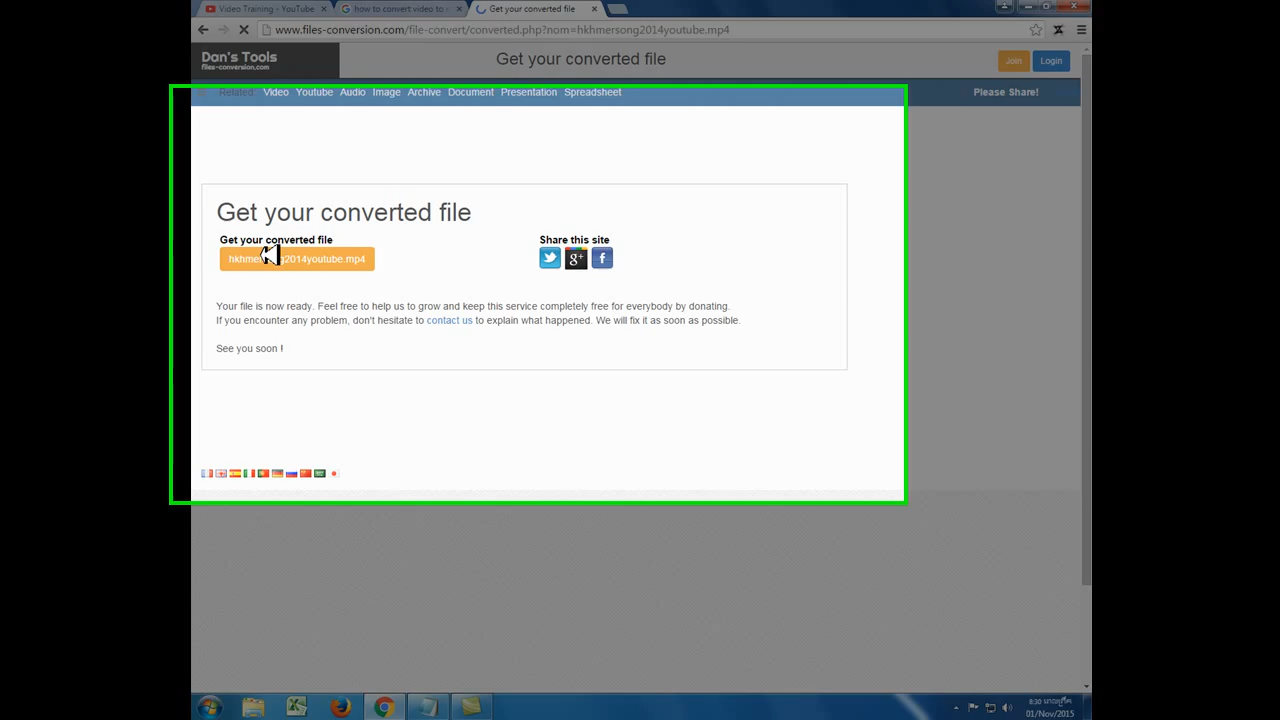 Video Training - YouTube
how to convert video to
Get your converted file
www.files-conversion.com/file-convert/converted.php?nom=hkhmersong2014youtube.mp4
Dan's Tools
files-conversion.com
Get your converted file
Join
Login
Related: Video Youtube Audio Image Archive Document Presentation Spreadsheet
Please Share!
Get your converted file
Get your converted file
hkhmersong2014youtube.mp4
Share this site
Your file is now ready. Feel free to help us to grow and keep this service completely free for everybody by donating.
If you encounter any problem, don't hesitate to contact us to explain what happened. We will fix it as soon as possible.
See you soon !
8:30
01/Nov/2015